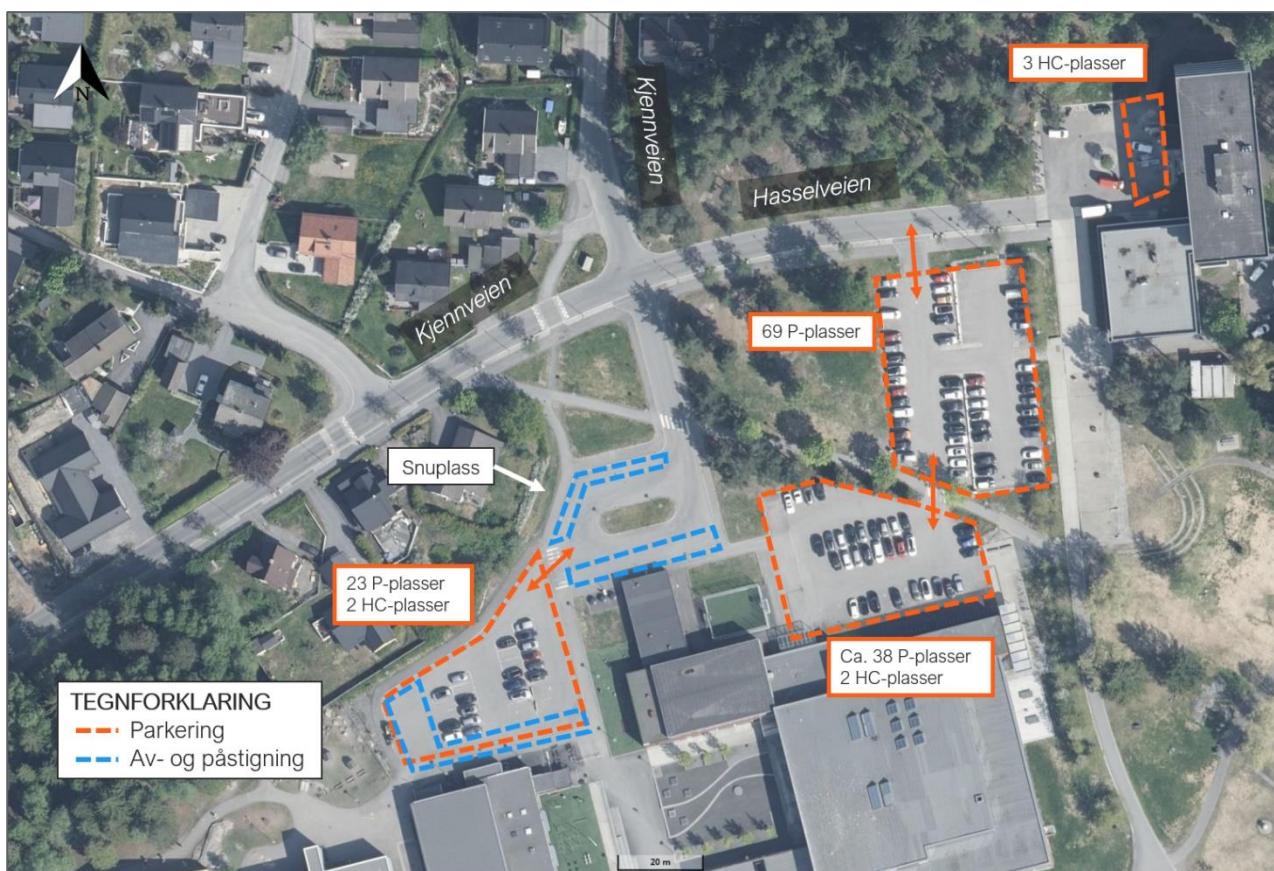 3 HC-plasser
N
Kjennveien
Hasselveien
Kjennveien
69 P-plasser
Snuplass
23 P-plasser
2 HC-plasser
Ca. 38 P-plasser
2 HC-plasser
TEGNFORKLARING
Parkering
Av- og påstigning
20 m